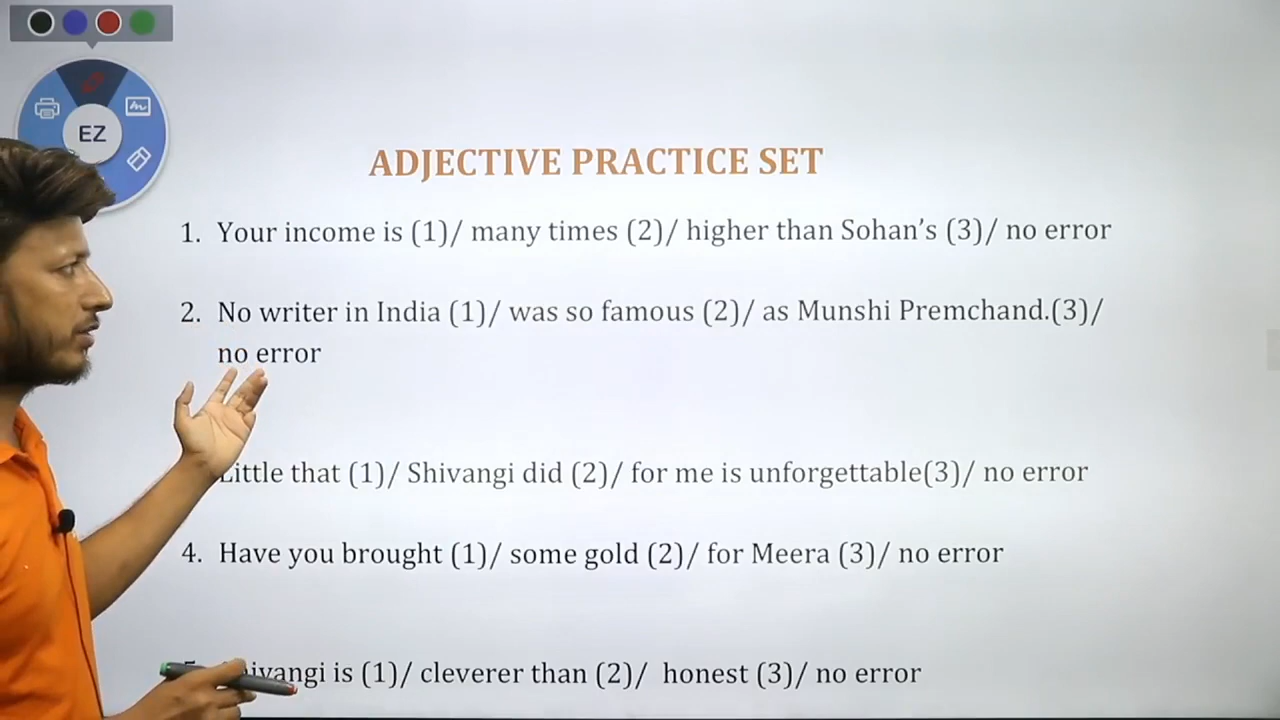 EZ
ADJECTIVE PRACTICE SET
1. Your income is (1)/ many times (2)/ higher than Sohan’s (3)/ no error
2. No writer in India (1)/ was so famous (2)/ as Munshi Premchand.(3)/
no error
Little that (1)/ Shivangi did (2)/ for me is unforgettable(3)/ no error
4. Have you brought (1)/ some gold (2)/ for Meera (3)/ no error
is (1)/ cleverer than (2)/ honest (3)/ no error